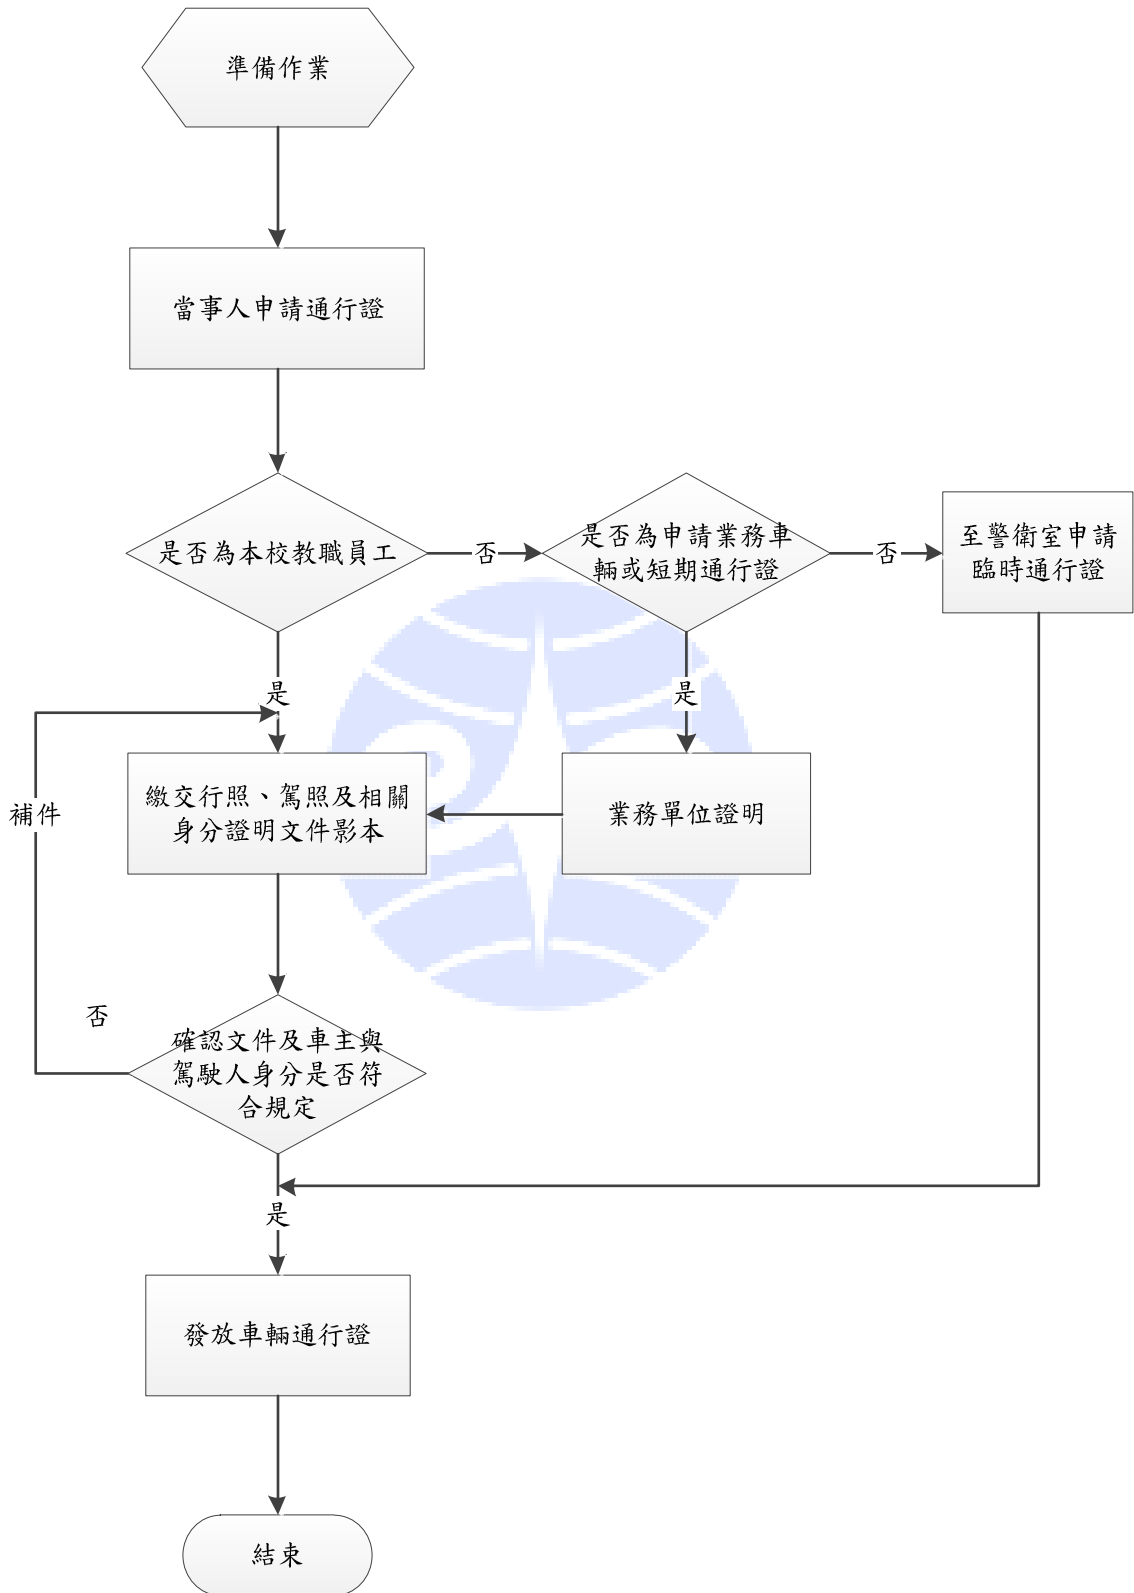 準備作業
當事人申請通行證
是否為本校教職員工
否
是否為申請業務車
輛或短期通行證
否
至警衛室申請
臨時通行證
是
是
補件
繳交行照、駕照及相關
身分證明文件影本
業務單位證明
否
確認文件及車主與
駕駛人身分是否符
合規定
是
發放車輛通行證
結束